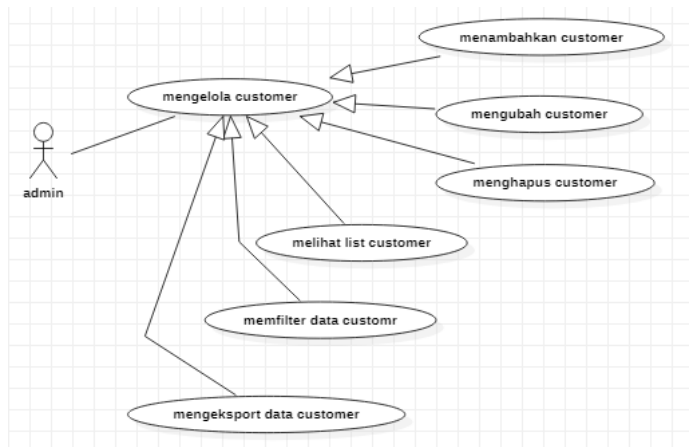 menambahkan customer
mengelola customer
mengubah customer
admin
menghapus customer
melihat list customer
memfilter data customr
mengeksport data customer